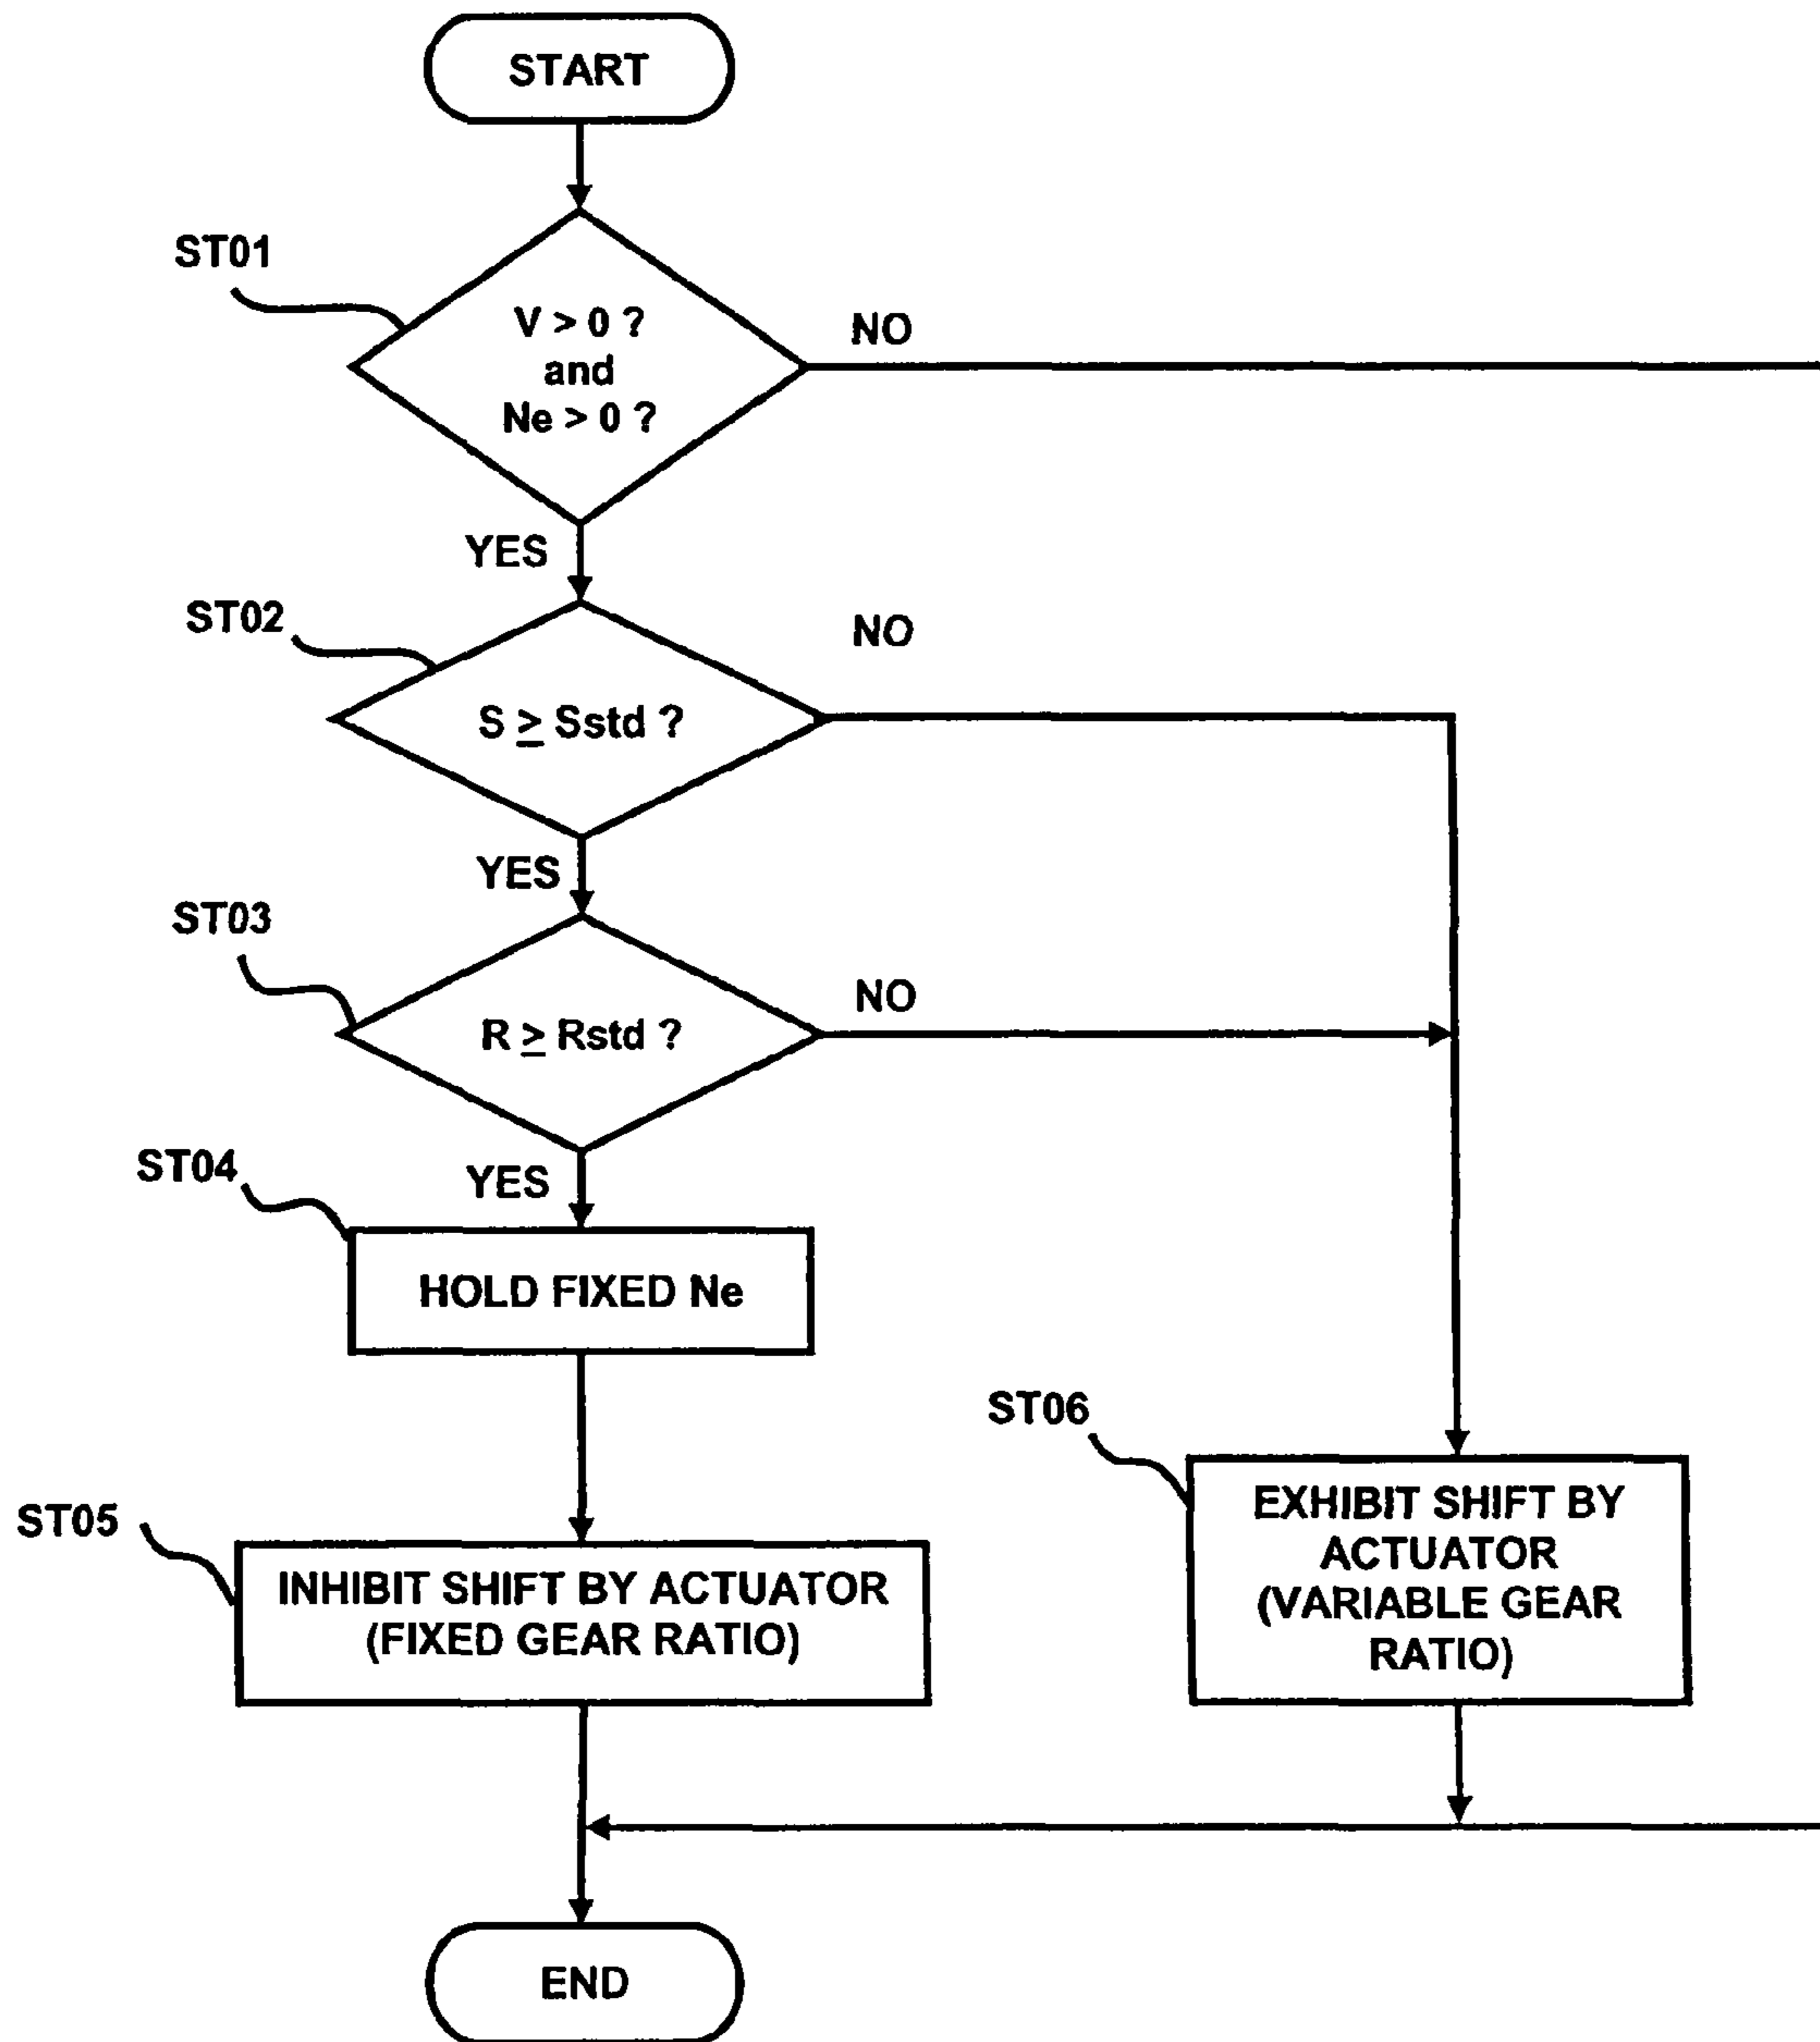 START
ST01
V > 0 ?
and
Ne > 0 ?
NO
YES
ST02
NO
S ≥ Sstd ?
YES
ST03
NO
R ≥ Rstd ?
YES
ST04
HOLD FIXED Ne
ST05
INHIBIT SHIFT BY ACTUATOR
(FIXED GEAR RATIO)
ST06
EXHIBIT SHIFT BY
ACTUATOR
(VARIABLE GEAR
RATIO)
END